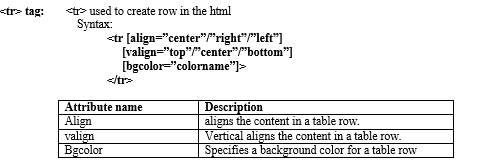 <tr> tag: <tr> used to create row in the html
Syntax:
<tr [align=”center”/”right”/”left”]
[valign=”top”/”center”/”bottom”]
[bgcolor=”colorname”]>
</tr>
Attribute name Description
Align aligns the content in a table row.
valign Vertical aligns the content in a table row.
Bgcolor Specifies a background color for a table row